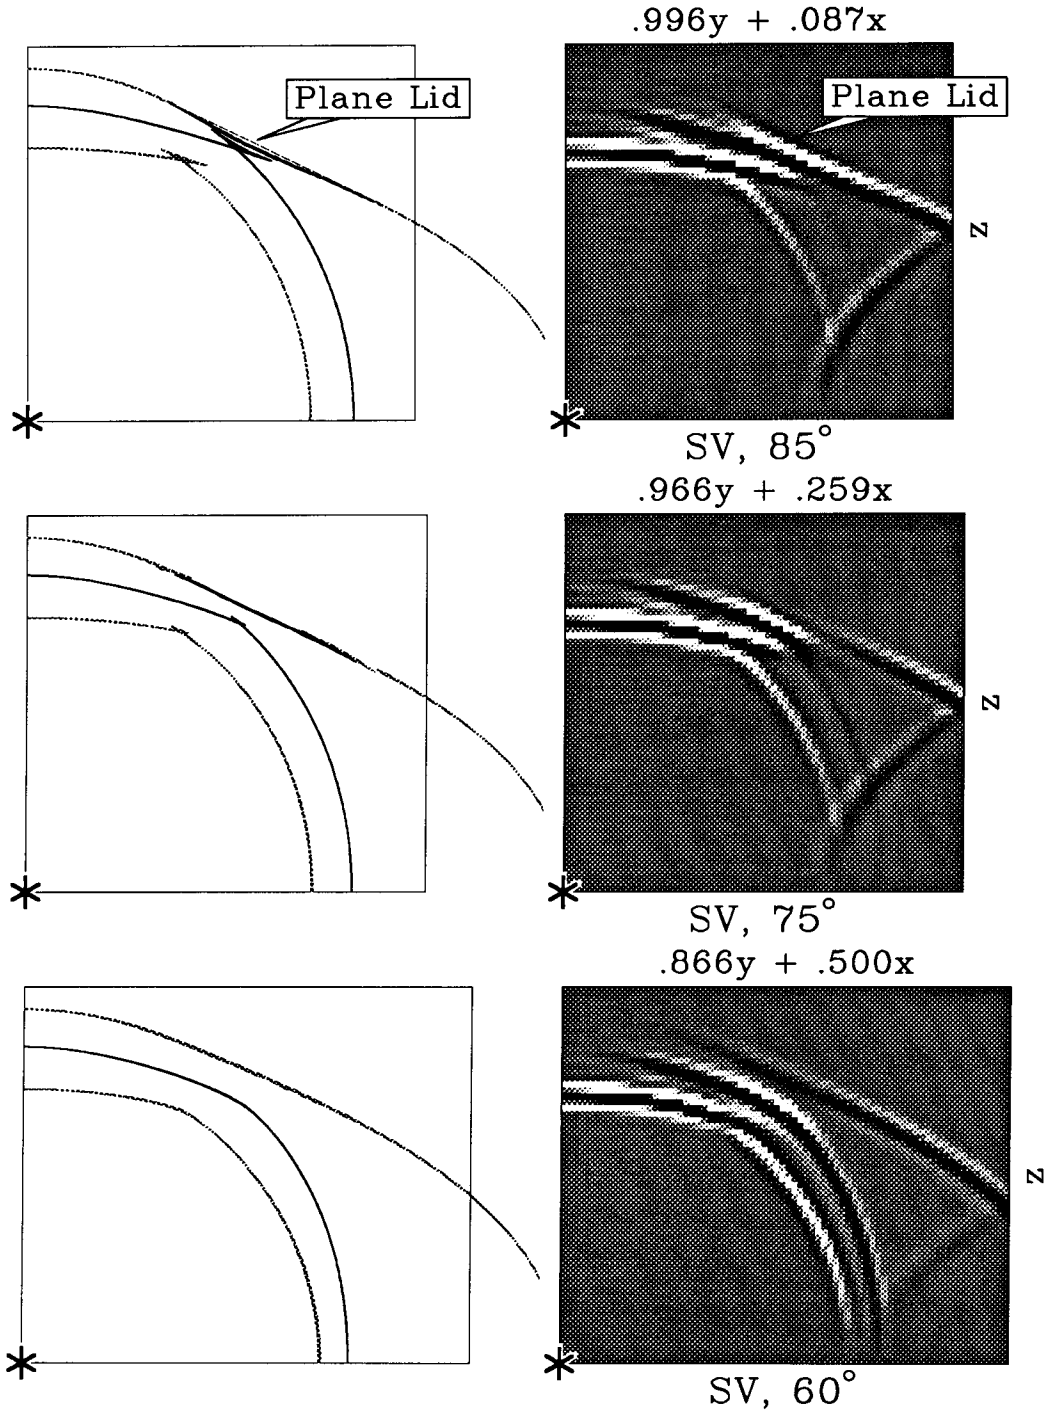 .996y + .087x
Plane Lid
Plane Lid
z
SV, 85°
.966y + .259x
z
SV, 75°
.866y + .500x
z
SV, 60°